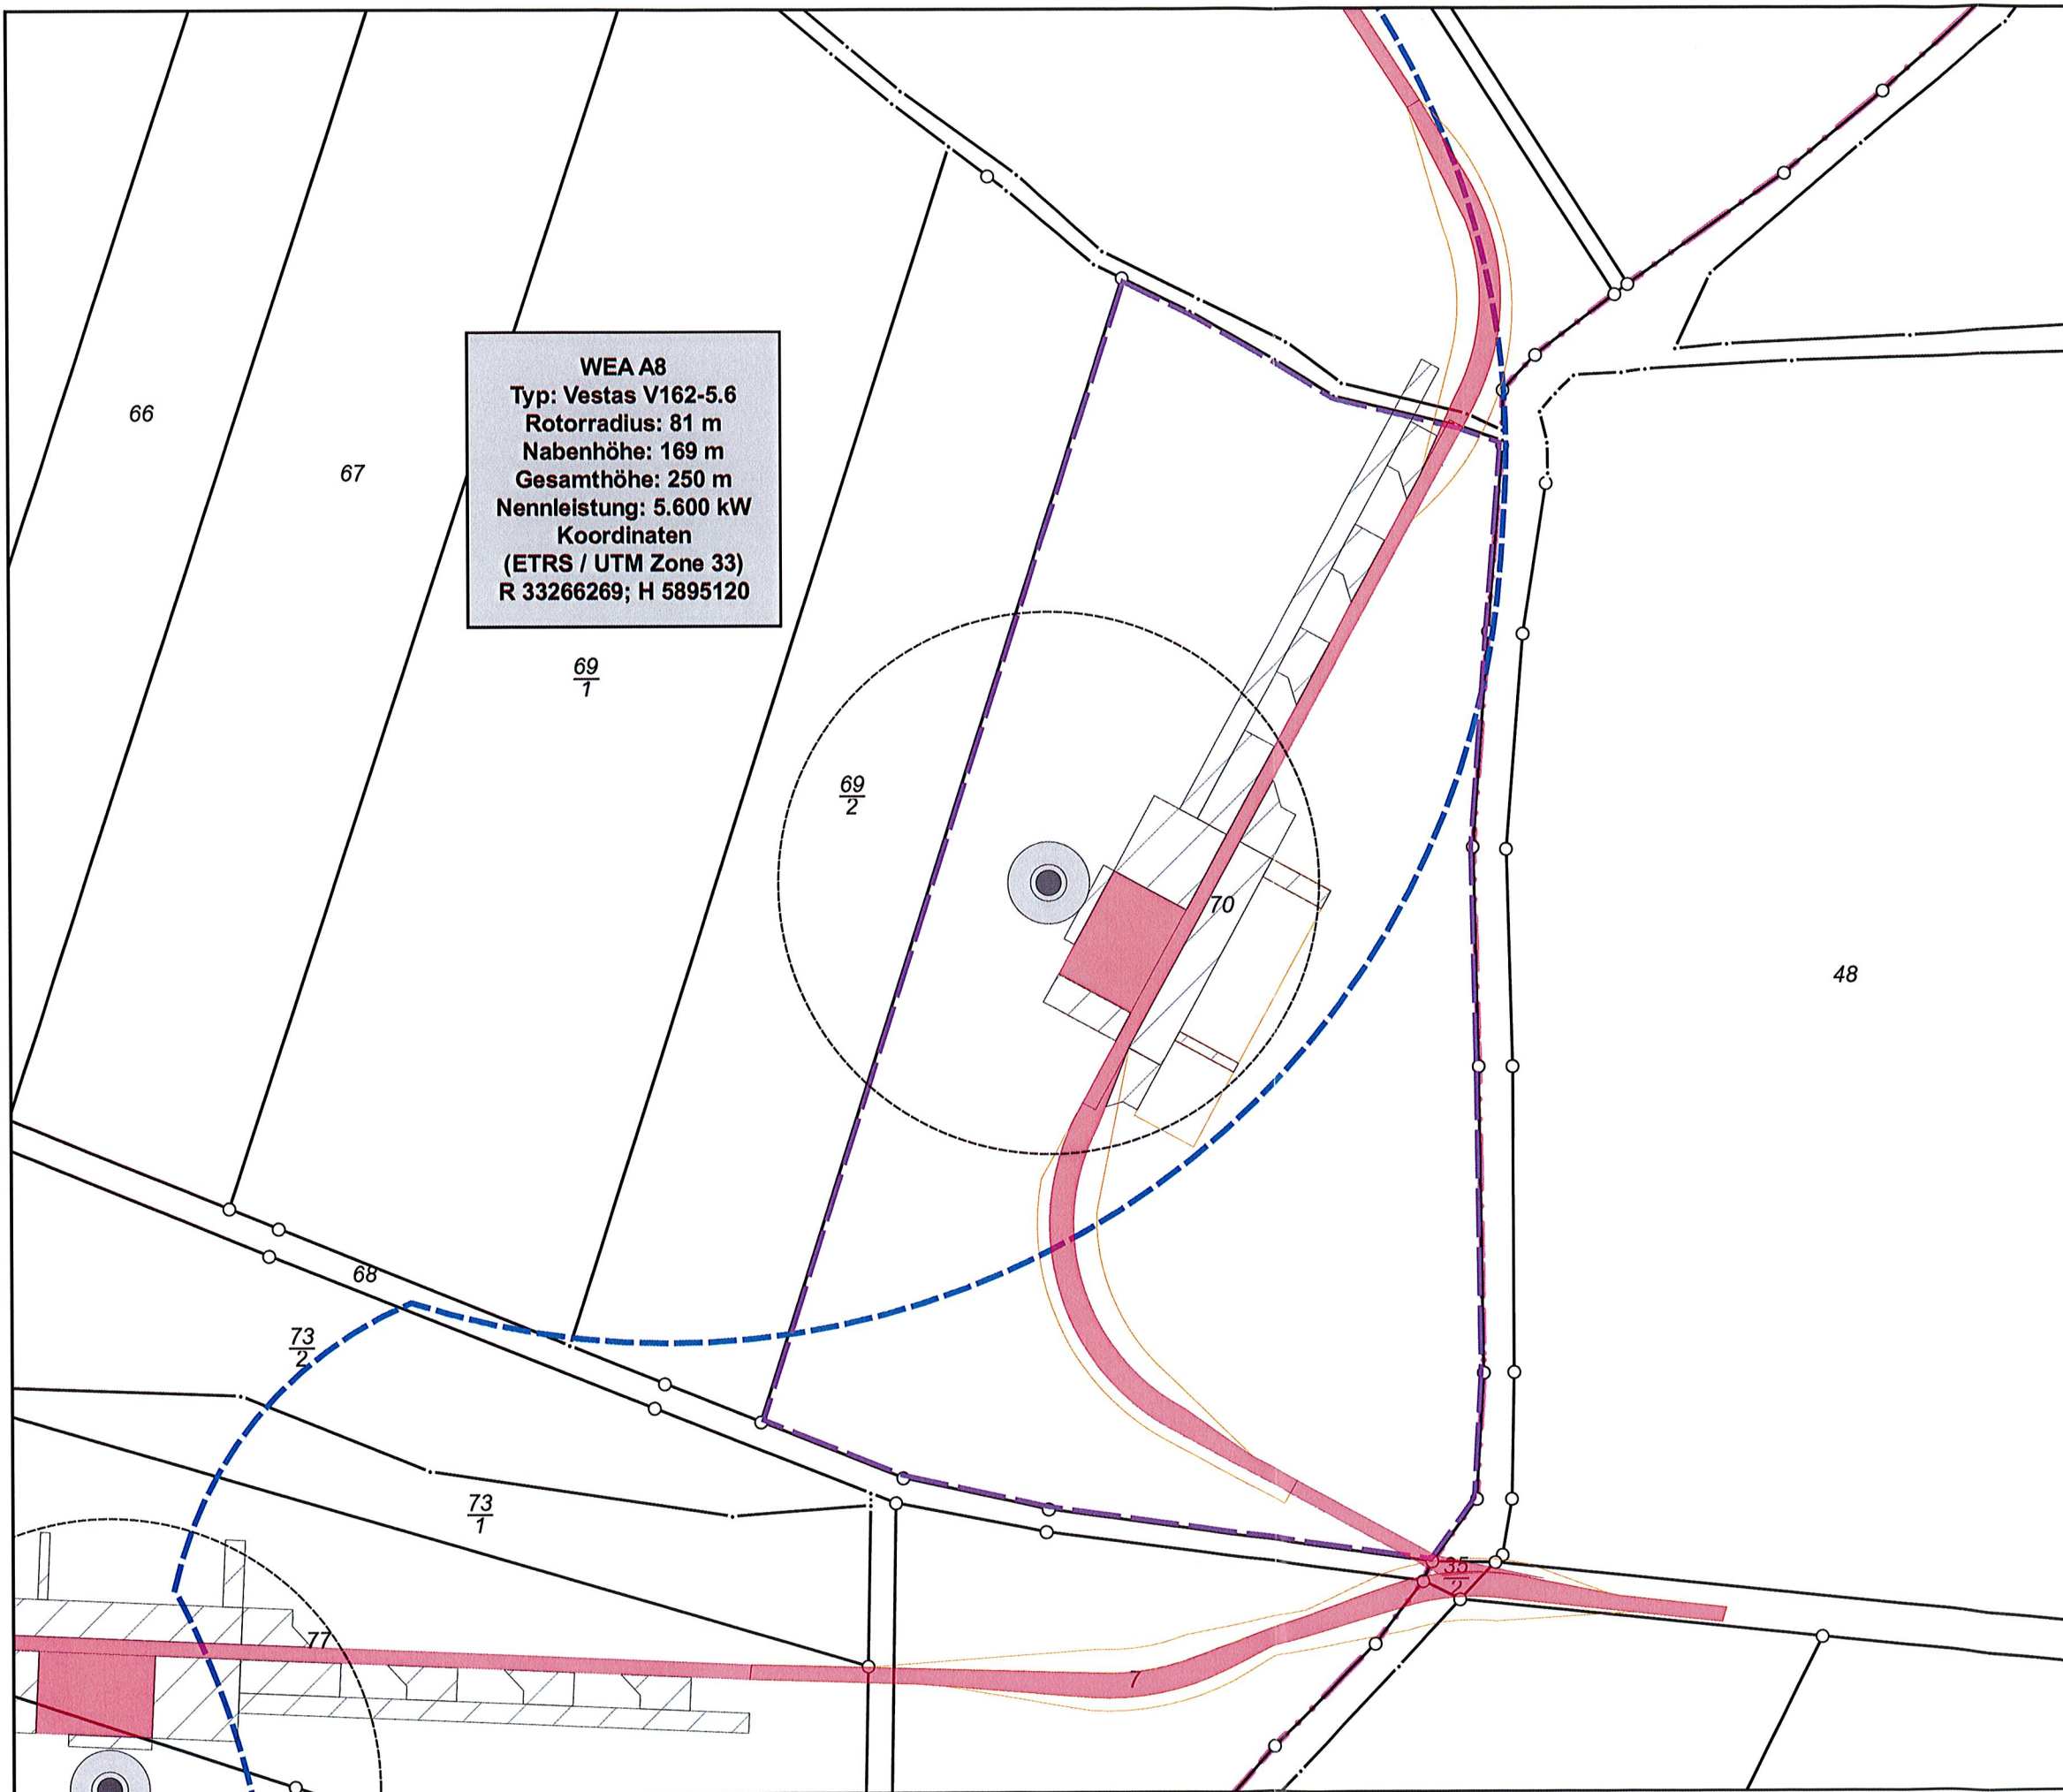 WEA A8
Typ: Vestas V162-5.6
Rotorradius: 81 m
Nabenhöhe: 169 m
Gesamthöhe: 250 m
Nennleistung: 5.600 kW
Koordinaten
(ETRS / UTM Zone 33)
R 33266269; H 5895120
66
67
69
1
69
2
70
48
68
73
2
73
1
35
2
77
7